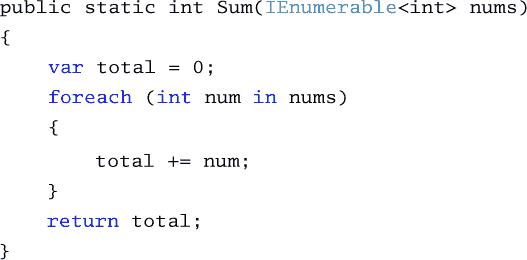 public static int Sum(IEnumerable<int> nums)
{
    var total = 0;
    foreach (int num in nums)
    {
        total += num;
    }
    return total;
}